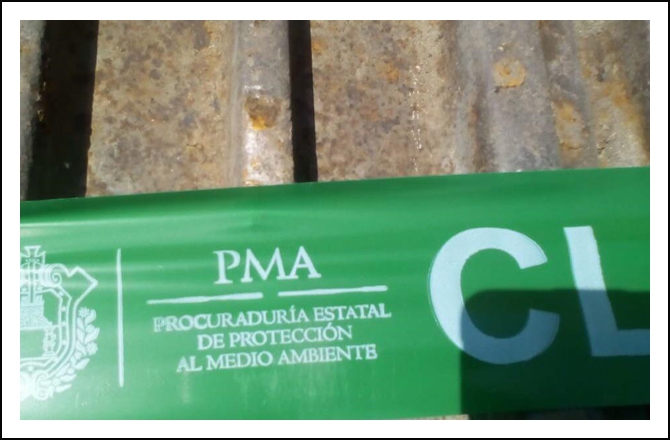 PMA
PROCURADURÍA ESTATAL
DE PROTECCIÓN
AL MEDIO AMBIENTE
CL